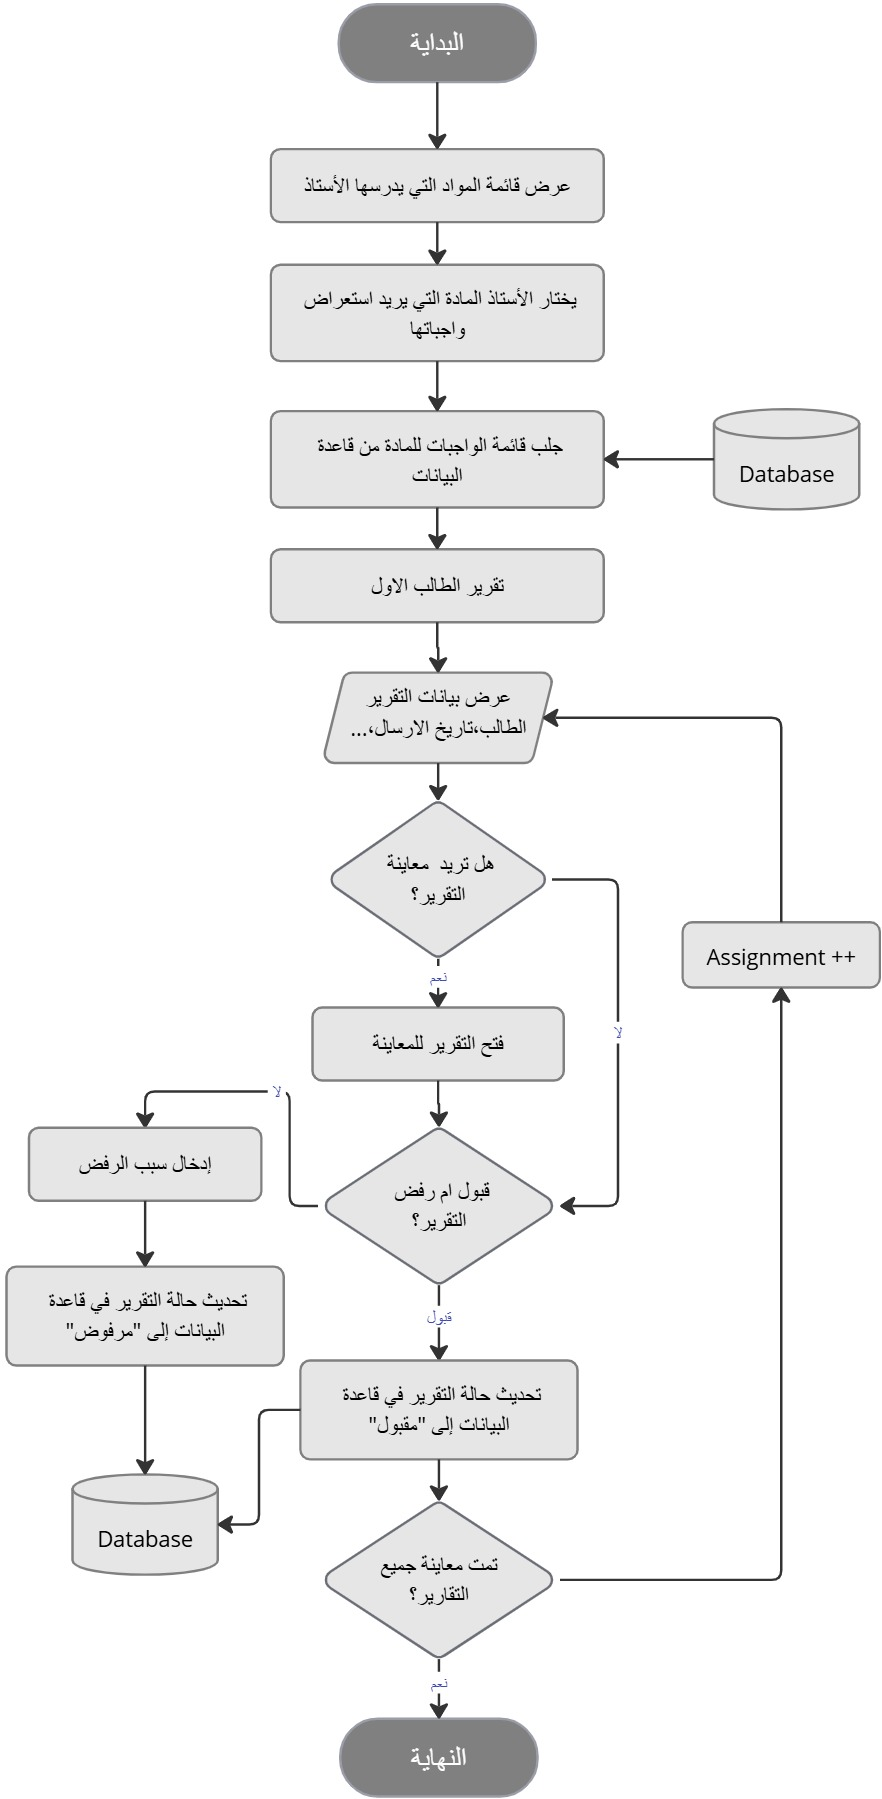 البداية
عرض قائمة المواد التي يدرسها الأستاذ
يختار الأستاذ المادة التي يريد استعراض
واجباتها
جلب قائمة الواجبات للمادة من قاعدة
البيانات
Database
تقرير الطالب الاول
عرض بيانات التقرير
الطالب،تاريخ الارسال،...
هل تريد معاينة
التقرير؟
Assignment ++
نعم
لا
فتح التقرير للمعاينة
لا
إدخال سبب الرفض
قبول ام رفض
التقرير؟
تحديث حالة التقرير في قاعدة
البيانات إلى "مرفوض"
قبول
تحديث حالة التقرير في قاعدة
البيانات إلى "مقبول"
Database
تمت معاينة جميع
التقارير؟
نعم
النهاية